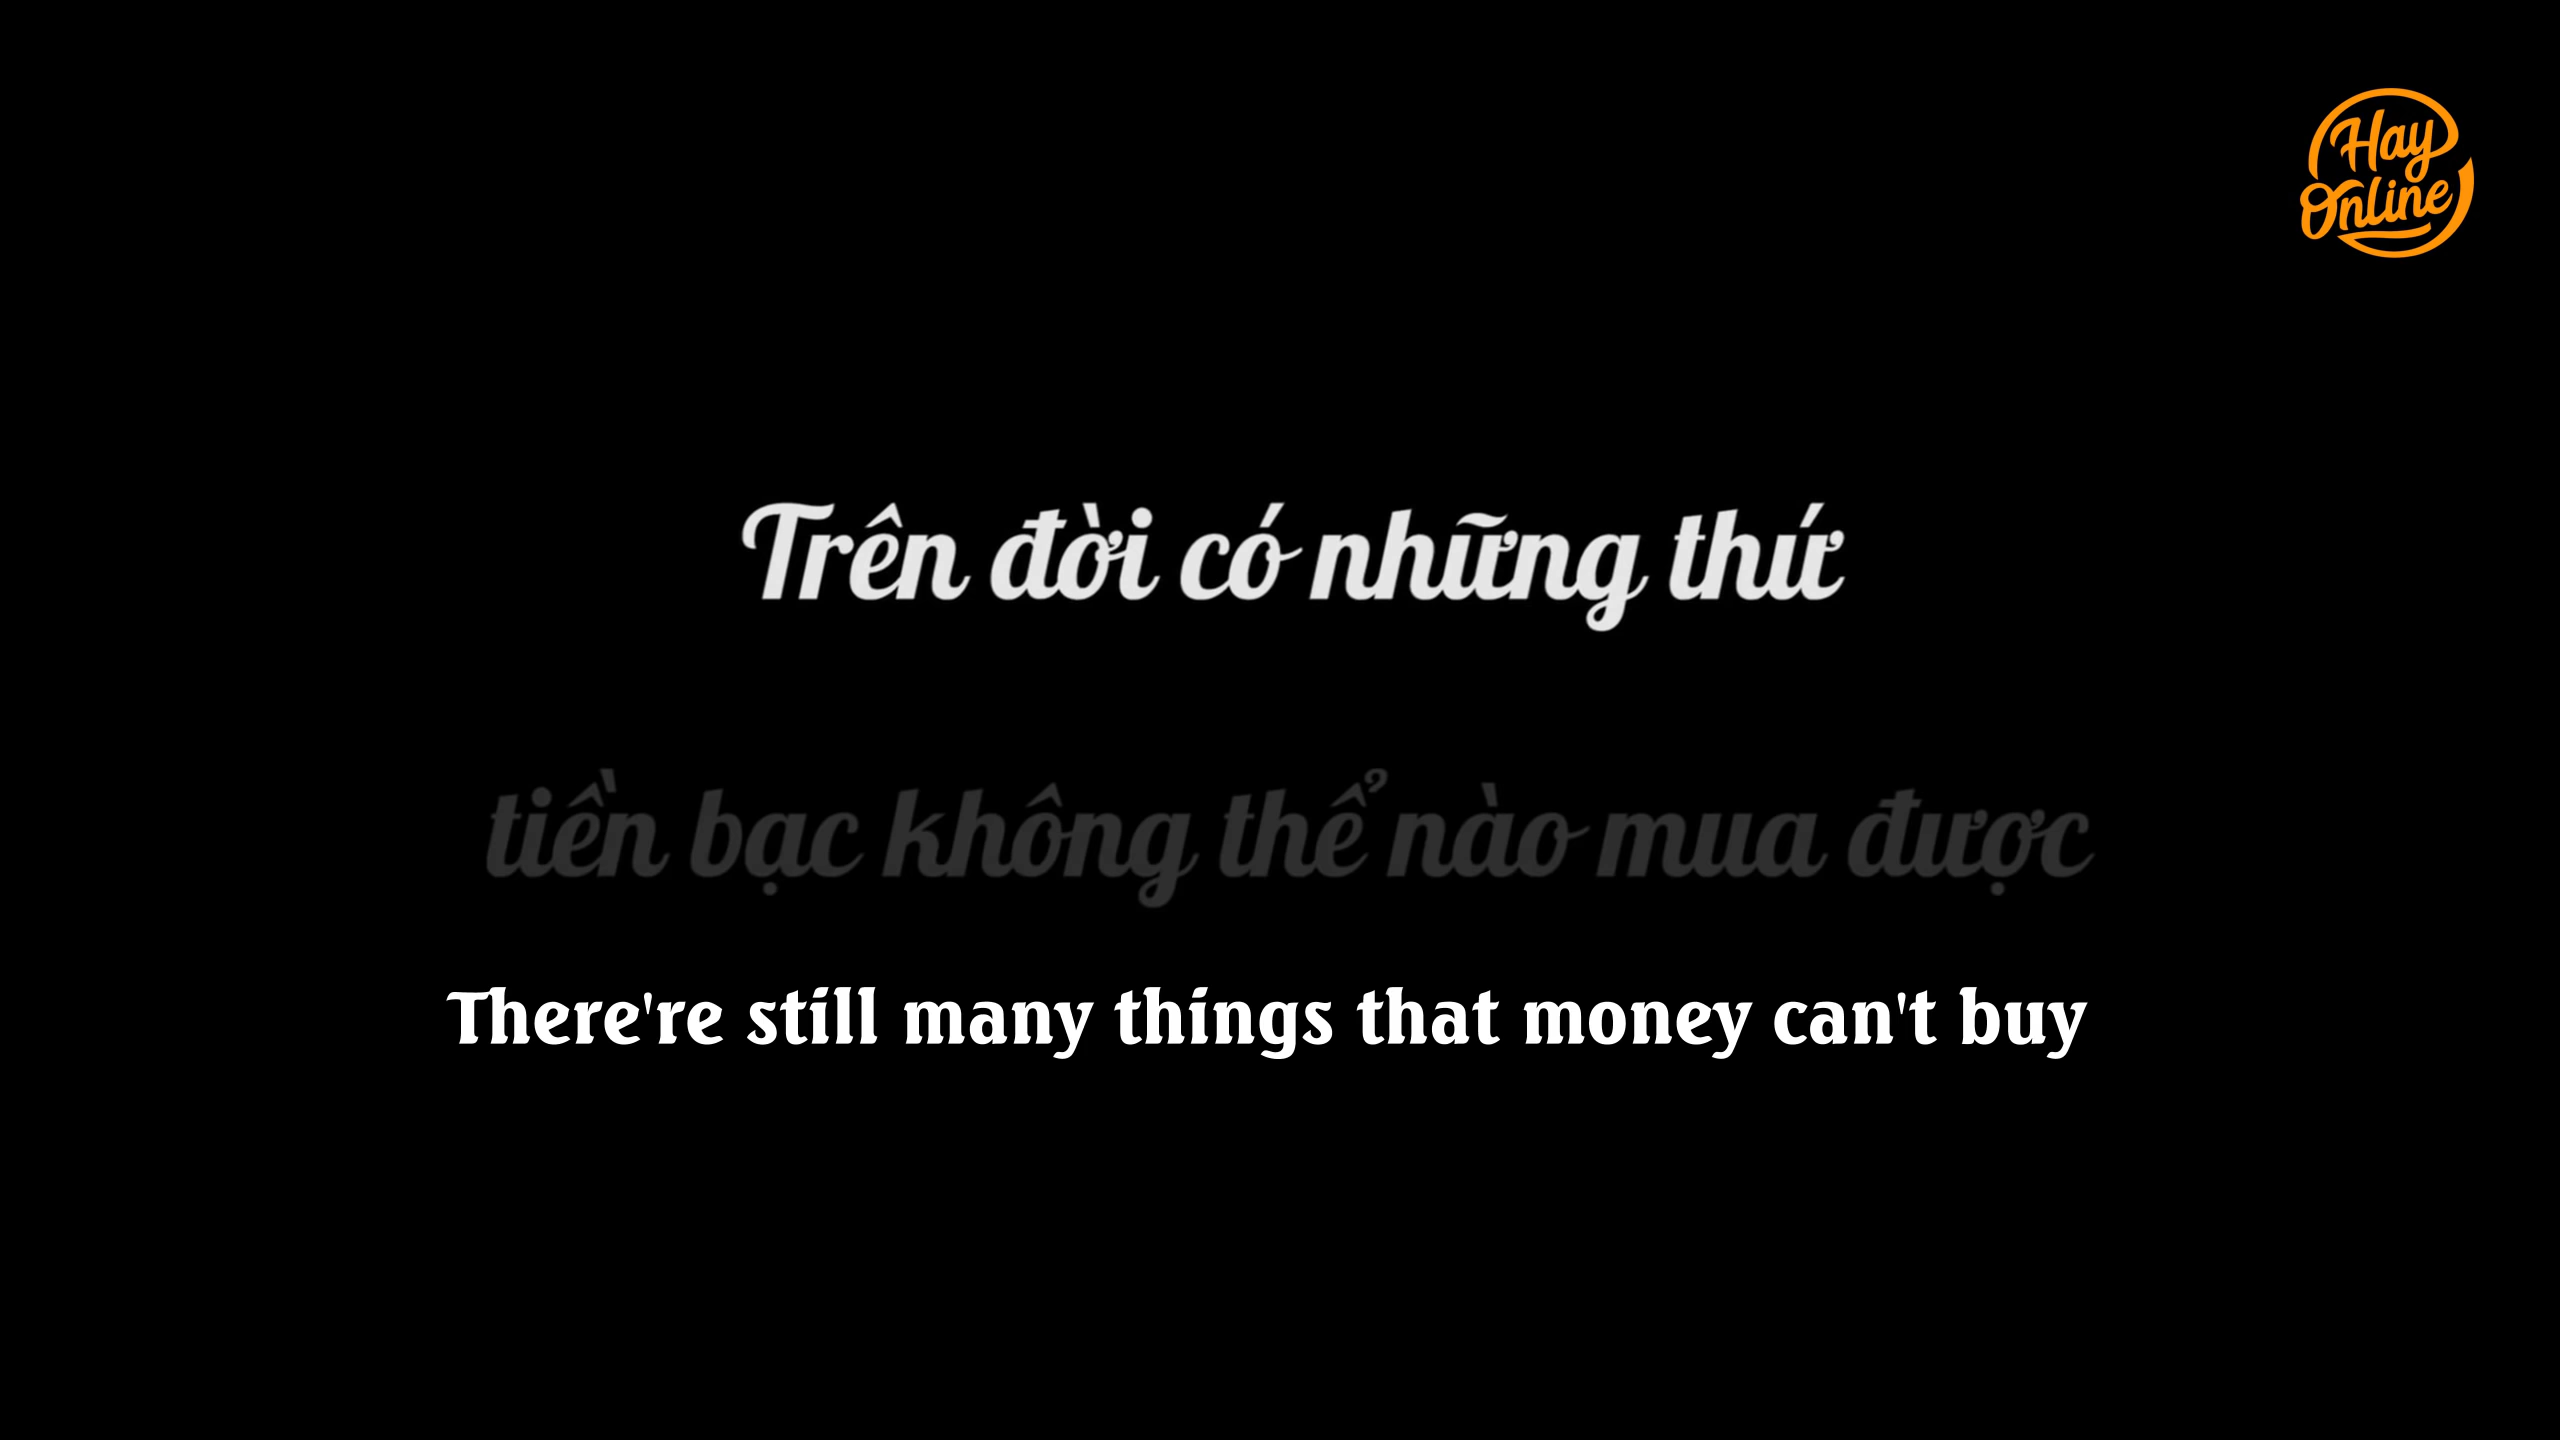 Hay
Online
Trên đời có những thứ
tiền bạc không thể nào mua được
There're still many things that money can't buy